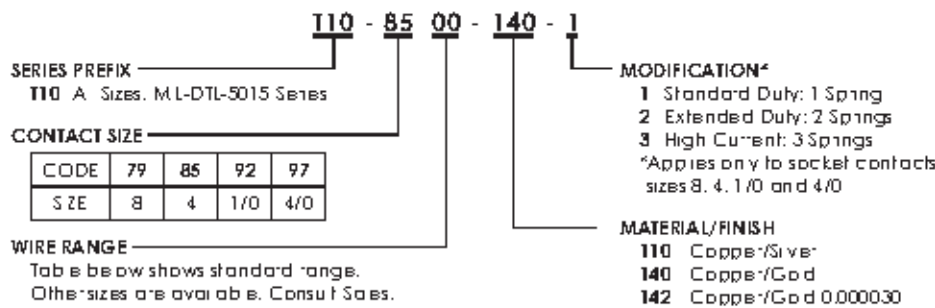 T10 - 85 00 - 140 - 1
SERIES PREFIX
T10 All Sizes. MIL-DTL-5015 Series
CONTACT SIZE
CODE 79 85 92 97
SIZE 8 4 1/0 4/0
WIRE RANGE
Table below shows standard range.
Other sizes are available. Consult Sales.
MODIFICATION*
1 Standard Duty: 1 Spring
2 Extended Duty: 2 Springs
3 High Current: 3 Springs
*Applies only to socket contacts
sizes 8, 4, 1/0 and 4/0
MATERIAL/FINISH
110 Copper/Silver
140 Copper/Gold
142 Copper/Gold 0.000030